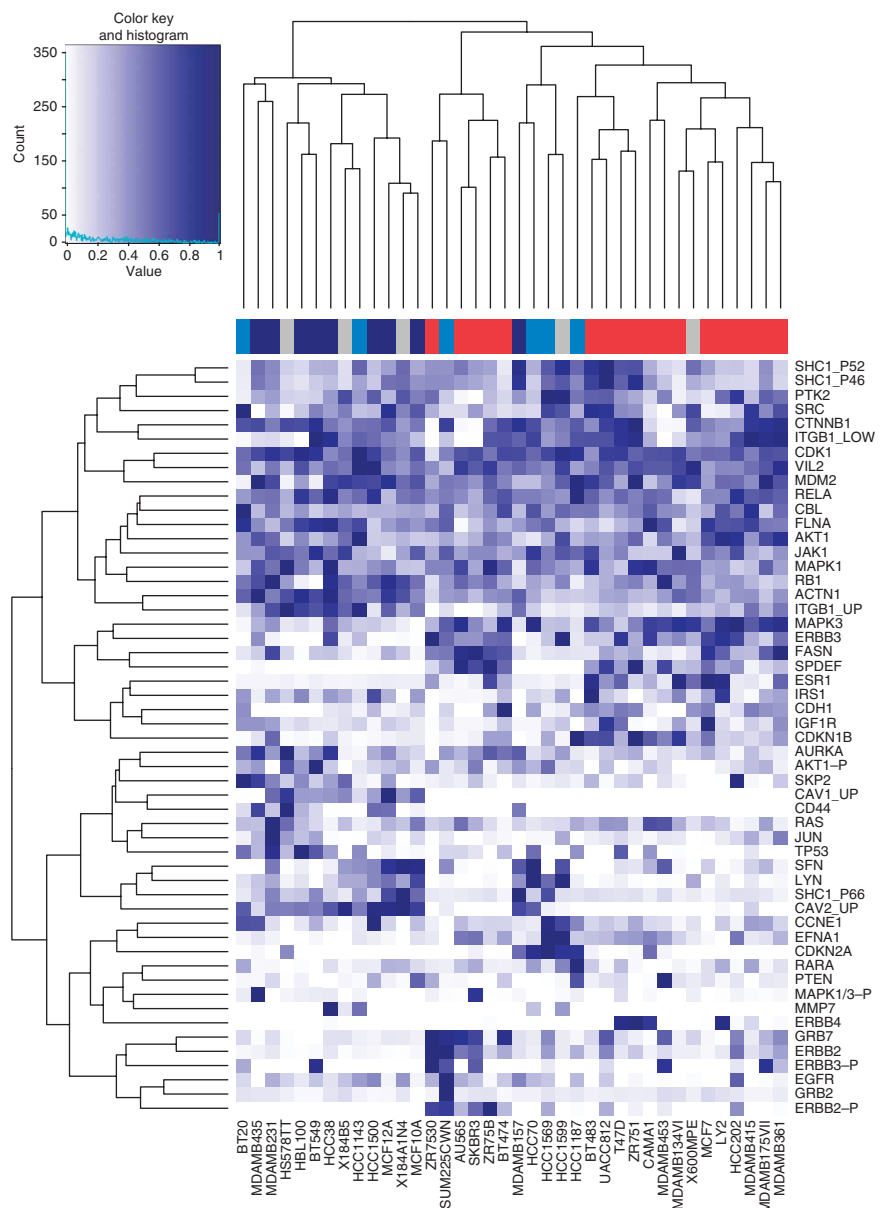 Color key
and histogram
350
250
150
50
0
Count
0 0.2 0.4 0.6 0.8 1
Value
SHC1_P52
SHC1_P46
PTK2
SRC
CTNNB1
ITGB1_LOW
CDK1
VIL2
MDM2
RELA
CBL
FLNA
AKT1
JAK1
MAPK1
RB1
ACTN1
ITGB1_UP
MAPK3
ERBB3
FASN
SPDEF
ESR1
IRS1
CDH1
IGF1R
CDKN1B
AURKA
AKT1–P
SKP2
CAV1_UP
CD44
RAS
JUN
TP53
SFN
LYN
SHC1_P66
CAV2_UP
CCNE1
EFNA1
CDKN2A
RARA
PTEN
MAPK1/3–P
MMP7
ERBB4
GRB7
ERBB2
ERBB3–P
EGFR
GRB2
ERBB2–P
BT20
MDAMB435
MDAMB231
HS578TT
HBL100
BT549
HCC38
X184B5
HCC1143
HCC1500
MCF12A
X184A1N4
MCF10A
ZR7530
SUM225CWN
AU565
SKBR3
ZR75B
BT474
MDAMB157
HCC70
HCC1569
HCC1599
HCC1187
BT483
UACC812
T47D
ZR751
CAMA1
MDAMB453
MDAMB134VI
X600MPE
MCF7
LY2
HCC202
MDAMB415
MDAMB175VII
MDAMB361